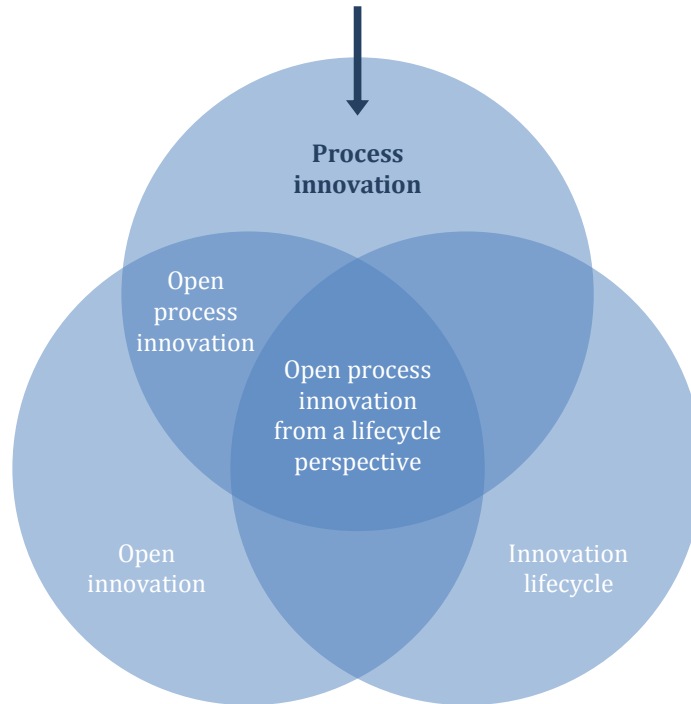 Process
innovation
Open
process
innovation
Open process
innovation
from a lifecycle
perspective
Open
innovation
Innovation
lifecycle